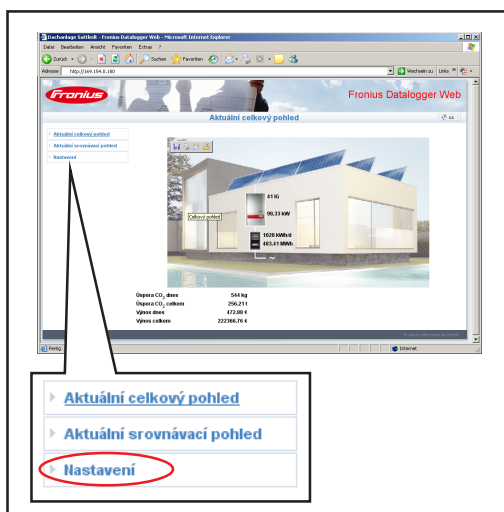 Dachanlage Sattledt - Fronius Datalogger Web - Microsoft Internet Explorer
Datei Bearbeiten Ansicht Favoriten Extras ?
Zurück Suchen Favoriten
Adresse http://169.154.0.180 Wechseln zu Links
Fronius
Fronius Datalogger Web
Aktuální celkový pohled
Aktuální celkový pohled
Aktuální srovnávací pohled
Nastavení
41 IG
98.33 kW
Celkový pohled
1028 kWh/d
483.41 MWh
Úspora CO₂ dnes 544 kg
Úspora CO₂ celkem 256.211
Výnos dnes 472.88 €
Výnos celkem 222366.76 €
Fertig Internet
Aktuální celkový pohled
Aktuální srovnávací pohled
Nastavení